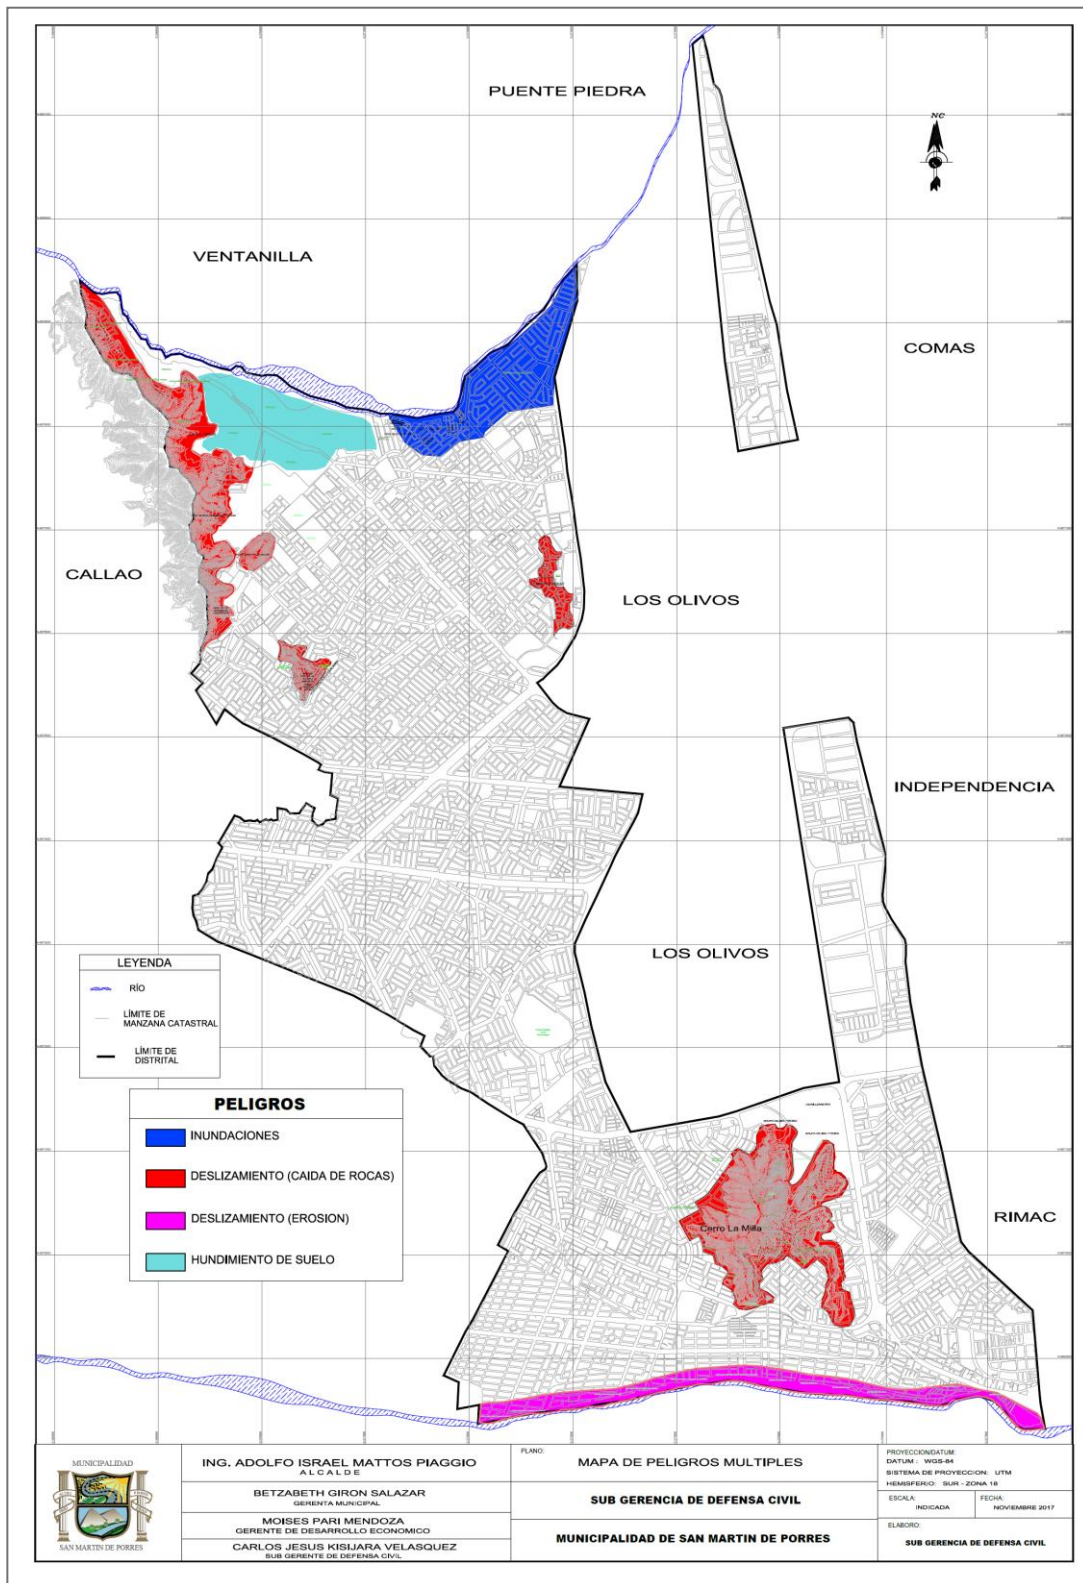 PUENTE PIEDRA
NC
VENTANILLA
COMAS
CALLAO
LOS OLIVOS
INDEPENDENCIA
LOS OLIVOS
LEYENDA
RÍO
LÍMITE DE
MANZANA CATASTRAL
LÍMITE DE
DISTRITAL
PELIGROS
INUNDACIONES
DESLIZAMIENTO (CAIDA DE ROCAS)
DESLIZAMIENTO (EROSION)
HUNDIMIENTO DE SUELO
Cerro La Milla
RIMAC
MUNICIPALIDAD
SAN MARTIN DE PORRES
ING. ADOLFO ISRAEL MATTOS PIAGGIO
ALCALDE
BETZABETH GIRON SALAZAR
GERENTA MUNICIPAL
MOISES PARI MENDOZA
GERENTE DE DESARROLLO ECONOMICO
CARLOS JESUS KISIJARA VELASQUEZ
SUB GERENTE DE DEFENSA CIVIL
PLANO:
MAPA DE PELIGROS MULTIPLES
SUB GERENCIA DE DEFENSA CIVIL
MUNICIPALIDAD DE SAN MARTIN DE PORRES
PROYECCION/DATUM:
DATUM : WGS-84
SISTEMA DE PROYECCION: UTM
HEMISFERIO: SUR - ZONA 18
ESCALA:
INDICADA
FECHA:
NOVIEMBRE 2017
ELABORO:
SUB GERENCIA DE DEFENSA CIVIL